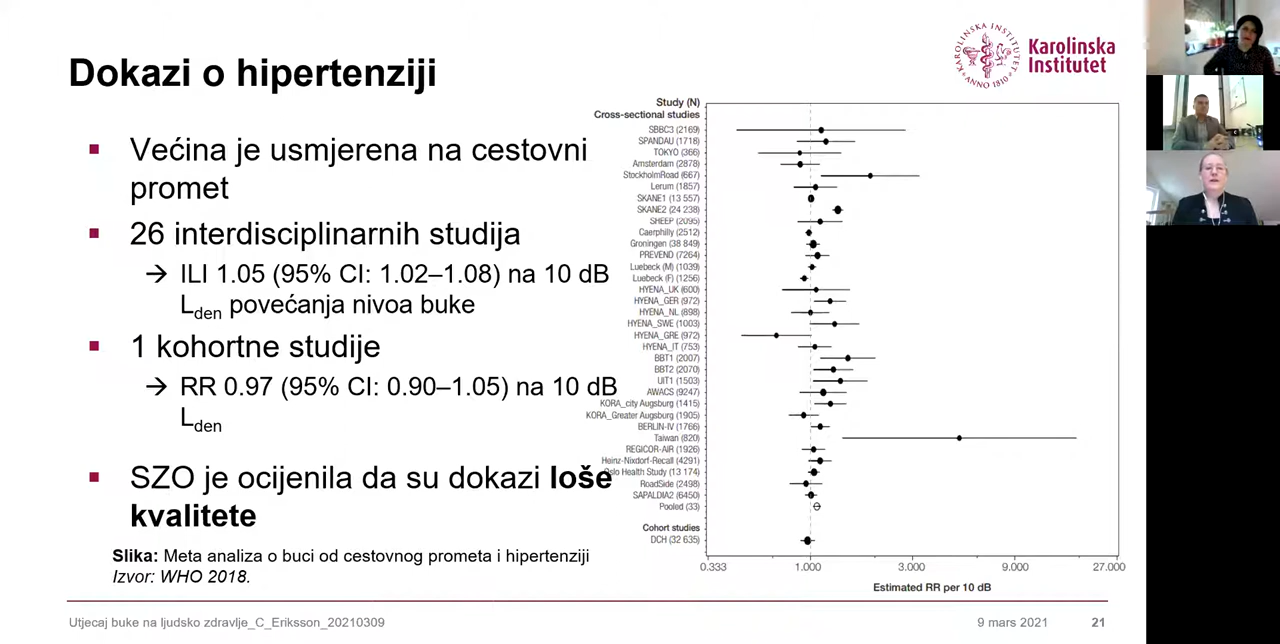 Dokazi o hipertenziji
KAROLINSKA INSTITUTET
ANNO 1810
Karolinska
Institutet
Većina je usmjerena na cestovni
promet
26 interdisciplinarnih studija
→ ILI 1.05 (95% CI: 1.02–1.08) na 10 dB
Lden povećanja nivoa buke
1 kohortne studije
→ RR 0.97 (95% CI: 0.90–1.05) na 10 dB
Lden
SZO je ocijenila da su dokazi loše
kvalitete
Slika: Meta analiza o buci od cestovnog prometa i hipertenziji
Izvor: WHO 2018.
Study (N)
Cross-sectional studies
SBBC3 (2169)
SPANDAU (1718)
TOKYO (366)
Amsterdam (2878)
StockholmRoad (667)
Lerum (1857)
SKANE1 (13 557)
SKANE2 (24 238)
SHEEP (2095)
Caerphilly (2512)
Groningen (38 849)
PREVEND (7264)
Luebeck (M) (1039)
Luebeck (F) (1256)
HYENA_UK (600)
HYENA_GER (972)
HYENA_NL (898)
HYENA_SWE (1003)
HYENA_GRE (972)
HYENA_IT (753)
BBT1 (2007)
BBT2 (2070)
UIT1 (1503)
AWACS (9247)
KORA_city Augsburg (1415)
KORA_Greater Augsburg (1905)
BERLIN-IV (1766)
Taiwan (820)
REGICOR-AIR (1926)
Heinz-Nixdorf-Recall (4291)
Oslo Health Study (13 174)
RoadSide (2498)
SAPALDIA2 (6450)
Pooled (33)
Cohort studies
DCH (32 635)
0.333 1.000 3.000 9.000 27.000
Estimated RR per 10 dB
Utjecaj buke na ljudsko zdravlje_C_Eriksson_20210309
9 mars 2021
21